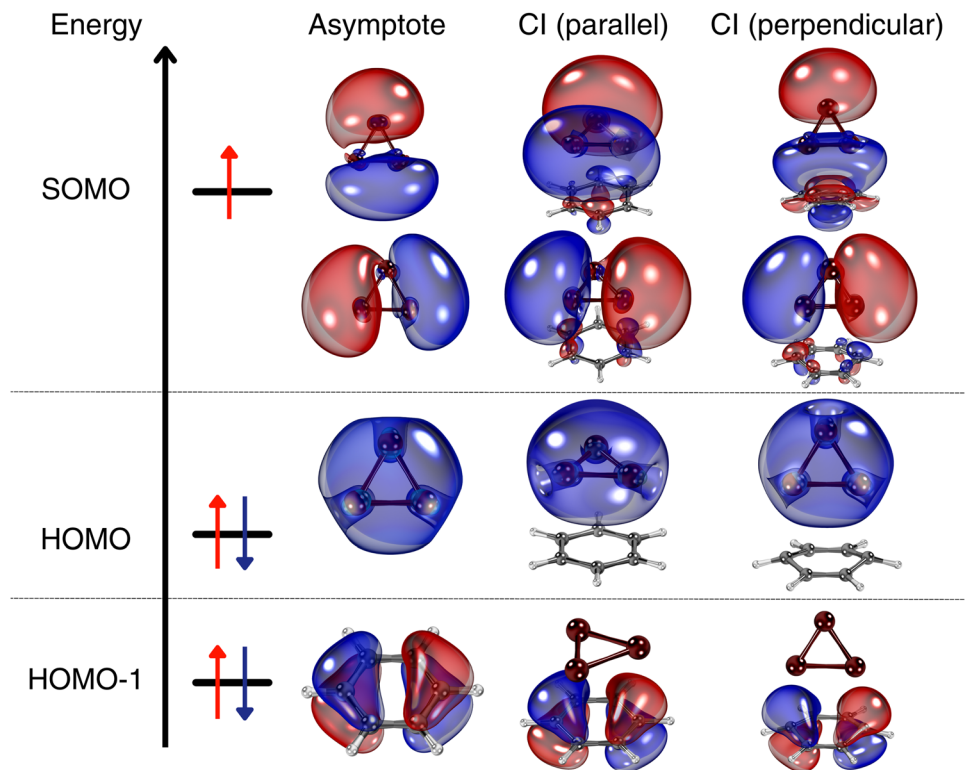 Energy
Asymptote
CI (parallel)
CI (perpendicular)
SOMO
HOMO
HOMO-1